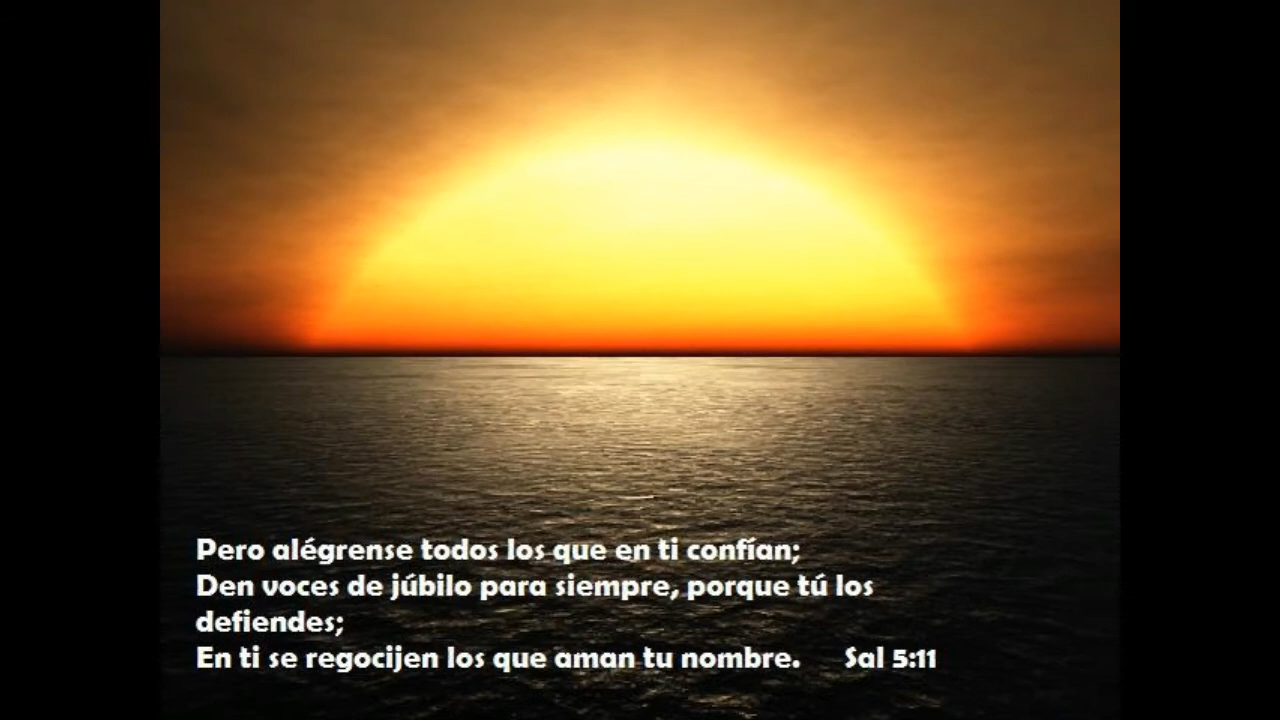 Pero alégrense todos los que en ti confían;
Den voces de júbilo para siempre, porque tú los
defiendes;
En ti se regocijen los que aman tu nombre. Sal 5:11